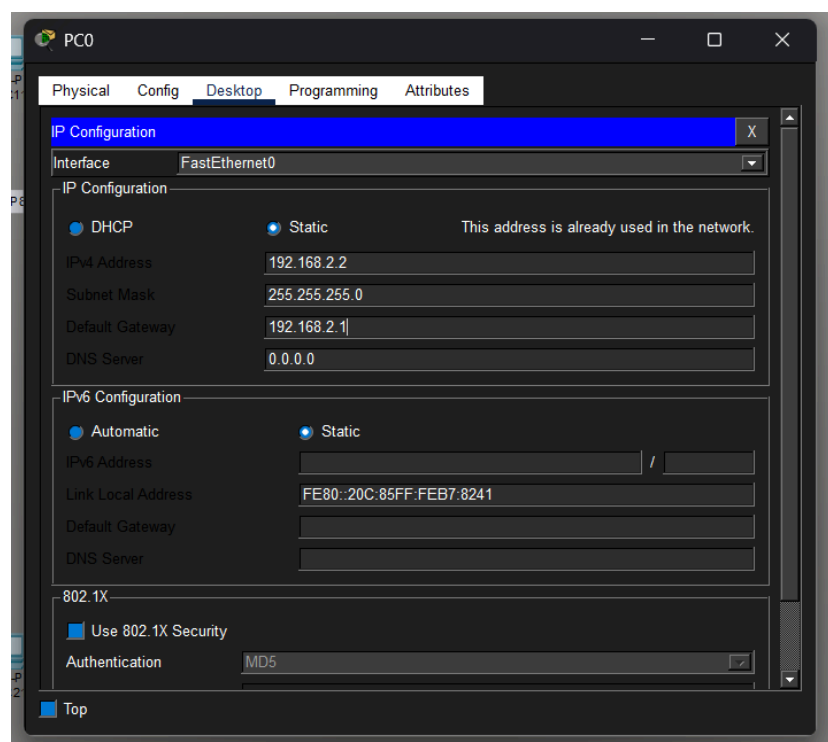 PC0
Physical Config Desktop Programming Attributes
IP Configuration X
Interface FastEthernet0
IP Configuration
DHCP Static This address is already used in the network.
IPv4 Address 192.168.2.2
Subnet Mask 255.255.255.0
Default Gateway 192.168.2.1
DNS Server 0.0.0.0
IPv6 Configuration
Automatic Static
IPv6 Address /
Link Local Address FE80::20C:85FF:FEB7:8241
Default Gateway
DNS Server
802.1X
Use 802.1X Security
Authentication MD5
Top